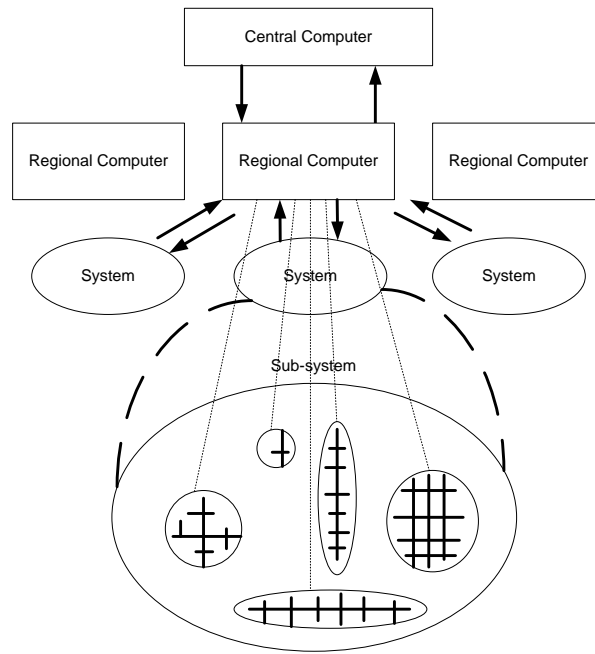 Central Computer
Regional Computer
Regional Computer
Regional Computer
System
System
System
Sub-system